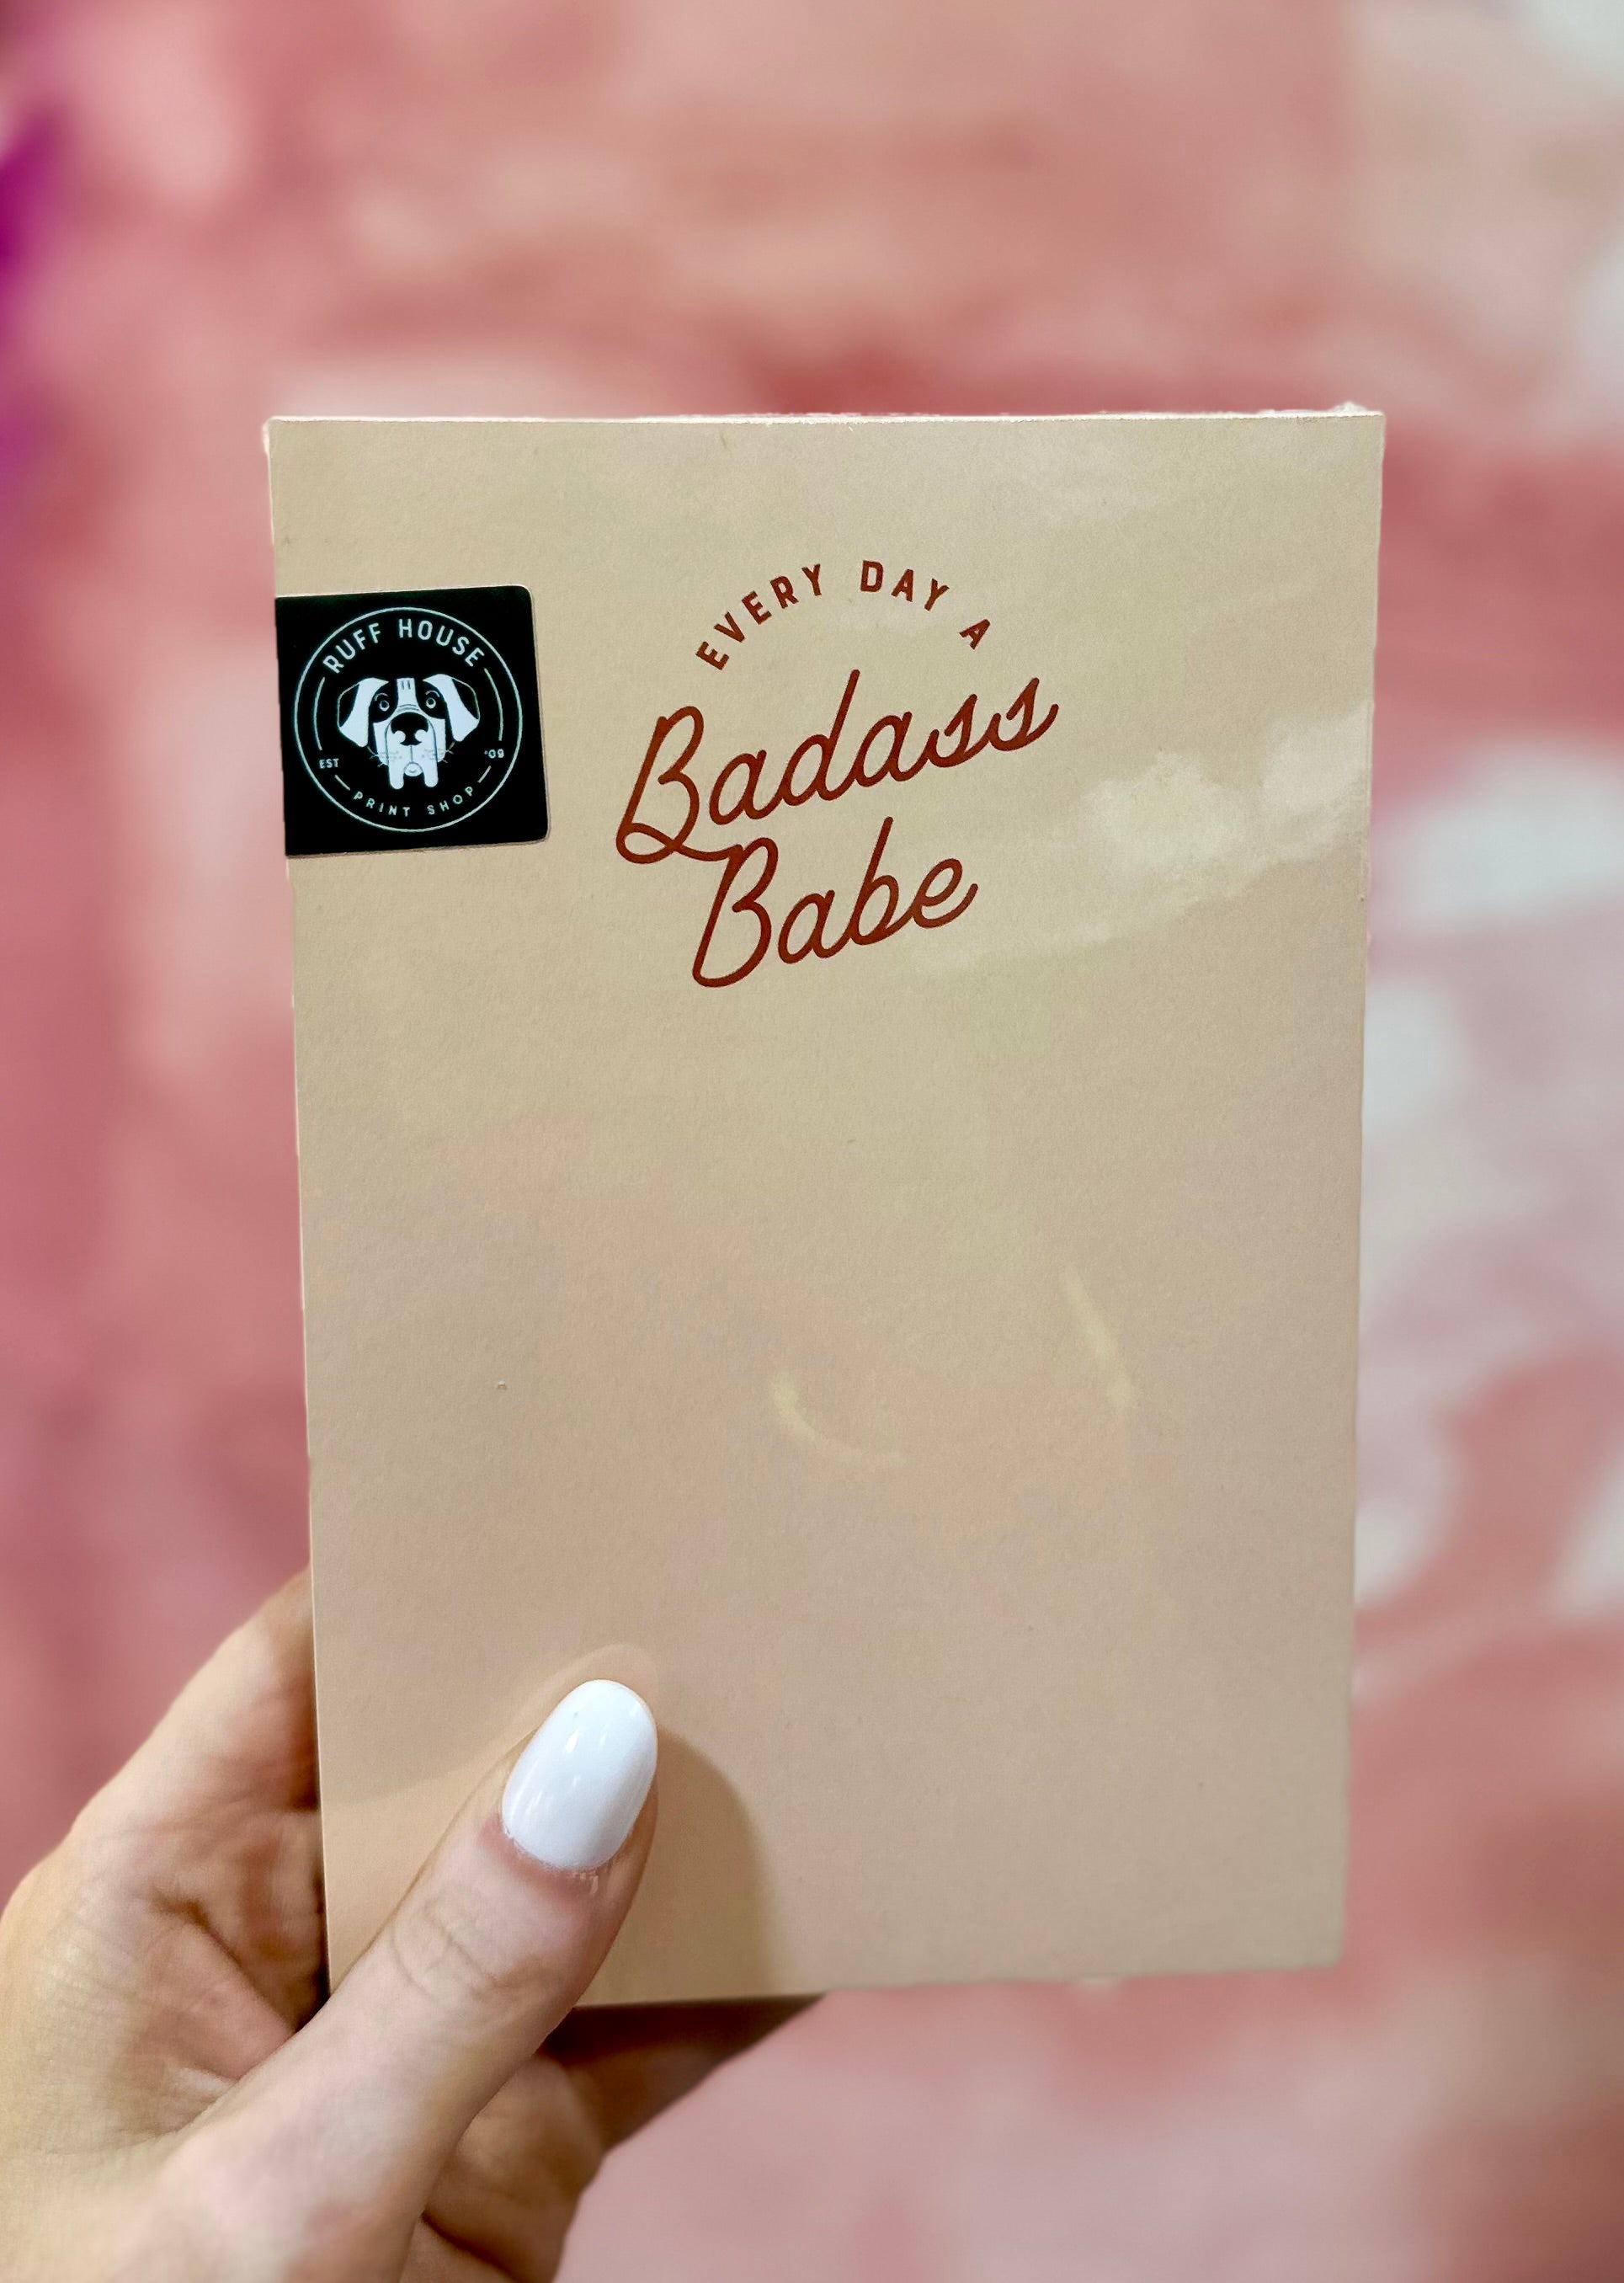 RUFF HOUSE
EST '09
PRINT SHOP
EVERY DAY A
Badass
Babe